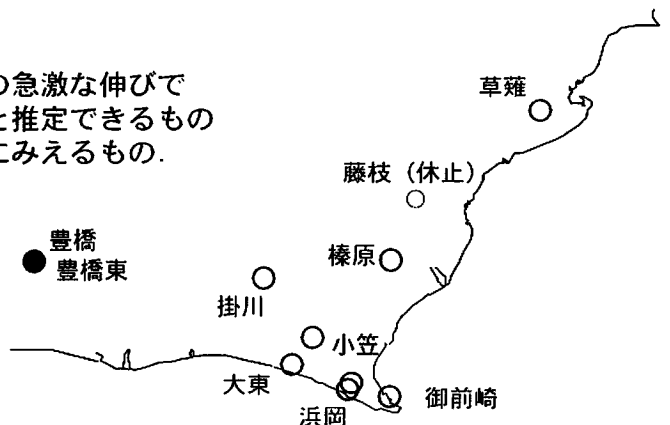 の急激な伸びで
と推定できるもの
にみえるもの.
草薙
藤枝（休止）
豊橋
豊橋東
榛原
掛川
小笠
大東
浜岡
御前崎